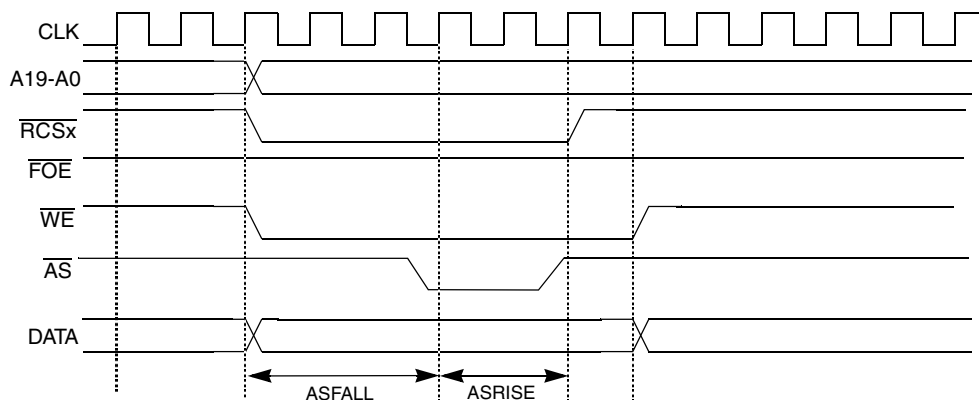 CLK
A19-A0
RCSx
FOE
WE
AS
DATA
ASFALL
ASRISE